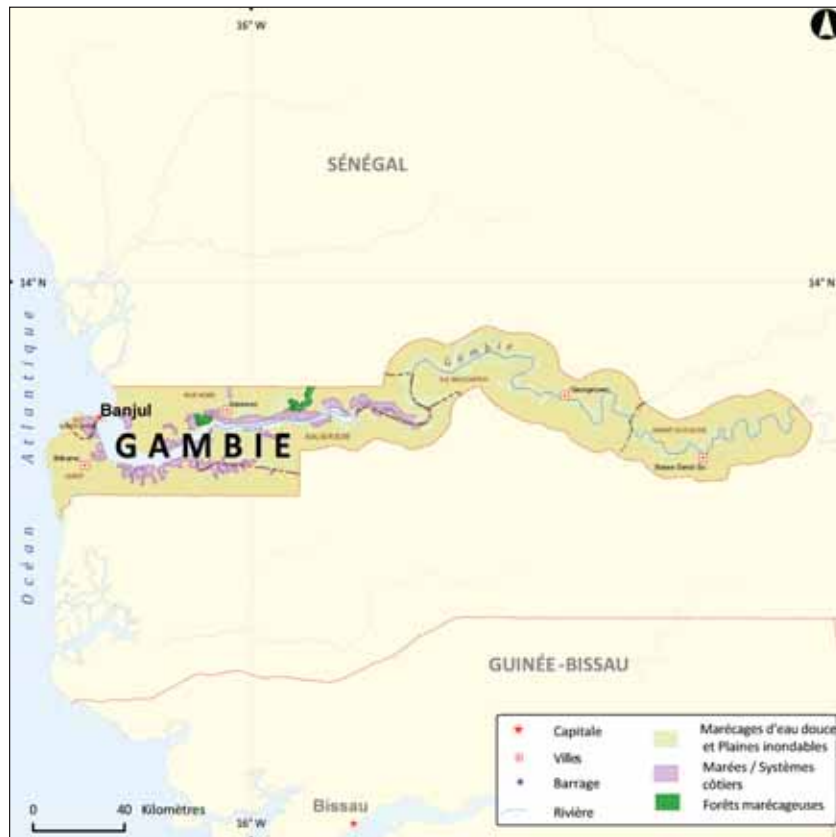 16° W
SÉNÉGAL
14° N
14° N
Océan Atlantique
Gambie
Banjul
GAMBIE
Georgetown
GUINÉE-BISSAU
Bissau
16° W
0 40 Kilomètres
Capitale
Villes
Barrage
Rivière
Marécages d'eau douce
et Plaines inondables
Marées / Systèmes
côtiers
Forêts marécageuses